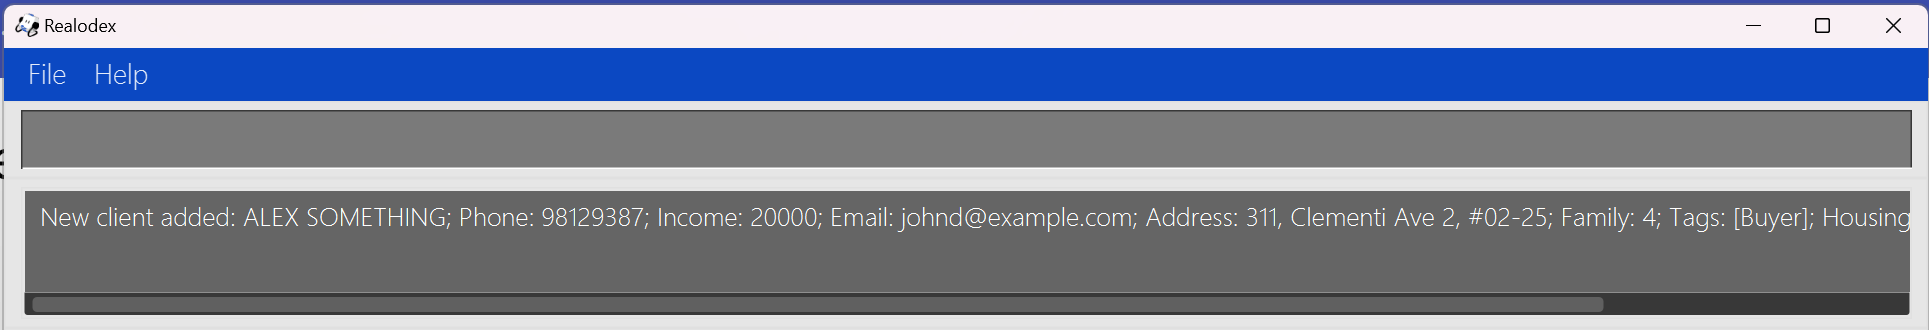 Realodex
File Help
New client added: ALEX SOMETHING; Phone: 98129387; Income: 20000; Email: johnd@example.com; Address: 311, Clementi Ave 2, #02-25; Family: 4; Tags: [Buyer]; Housing